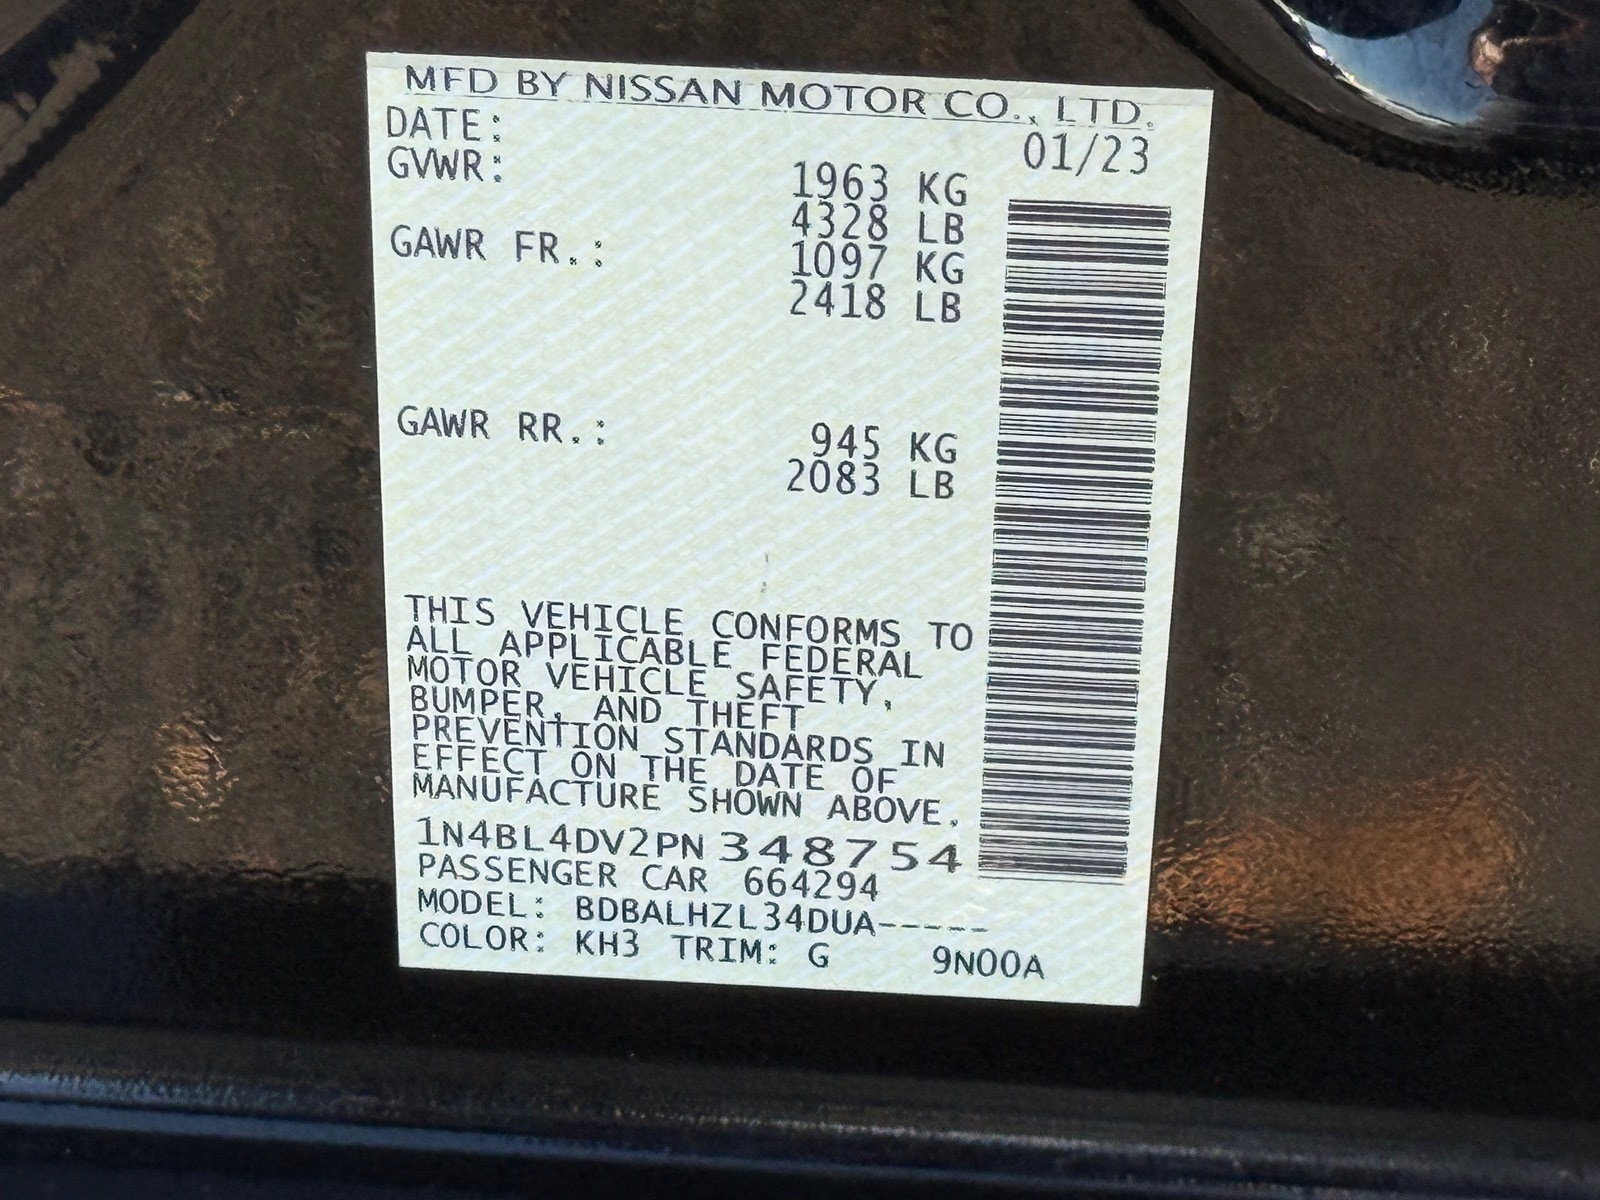 MFD BY NISSAN MOTOR CO., LTD.
DATE: 01/23
GVWR: 1963 KG
4328 LB
GAWR FR.: 1097 KG
2418 LB
GAWR RR.: 945 KG
2083 LB
THIS VEHICLE CONFORMS TO
ALL APPLICABLE FEDERAL
MOTOR VEHICLE SAFETY,
BUMPER, AND THEFT
PREVENTION STANDARDS IN
EFFECT ON THE DATE OF
MANUFACTURE SHOWN ABOVE.
1N4BL4DV2PN348754
PASSENGER CAR 664294
MODEL: BDBALHZL34DUA-----
COLOR: KH3 TRIM: G 9N00A